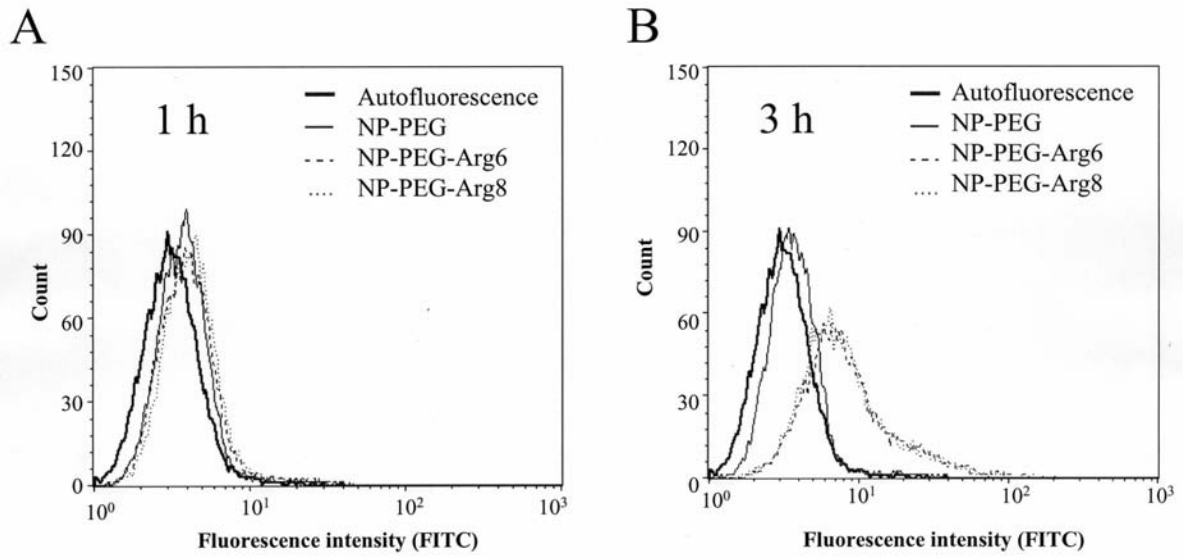 A
150
120
90
60
30
0
Count
1 h
Autofluorescence
NP-PEG
NP-PEG-Arg6
NP-PEG-Arg8
10⁰
10¹
10²
10³
Fluorescence intensity (FITC)
B
150
120
90
60
30
0
Count
3 h
Autofluorescence
NP-PEG
NP-PEG-Arg6
NP-PEG-Arg8
10⁰
10¹
10²
10³
Fluorescence intensity (FITC)